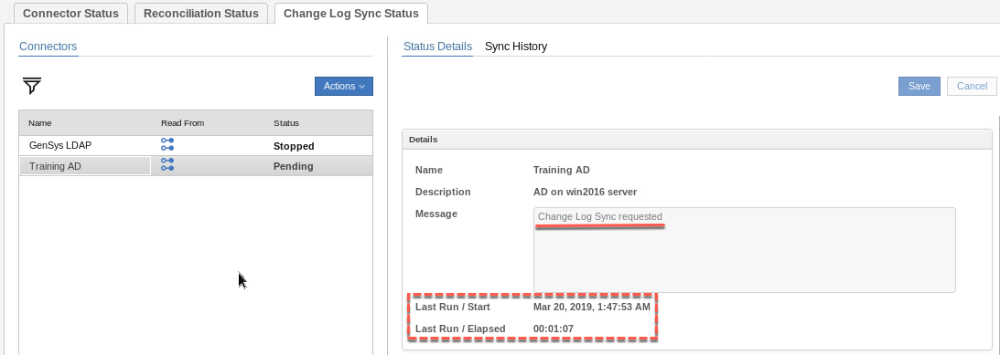 Connector Status Reconciliation Status Change Log Sync Status
Connectors
Actions
Name Read From Status
GenSys LDAP Stopped
Training AD Pending
Status Details Sync History
Save Cancel
Details
Name Training AD
Description AD on win2016 server
Message Change Log Sync requested
Last Run / Start Mar 20, 2019, 1:47:53 AM
Last Run / Elapsed 00:01:07